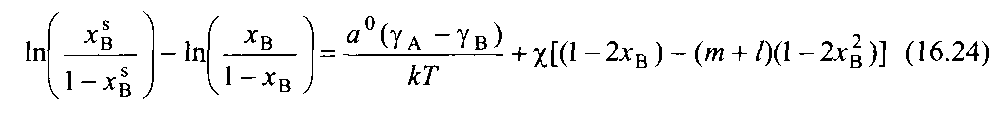 ln(x_B^s / (1 − x_B^s)) − ln(x_B / (1 − x_B)) = a^0(γ_A − γ_B) / kT + χ[(1 − 2x_B) − (m + l)(1 − 2x_B^2)] (16.24)